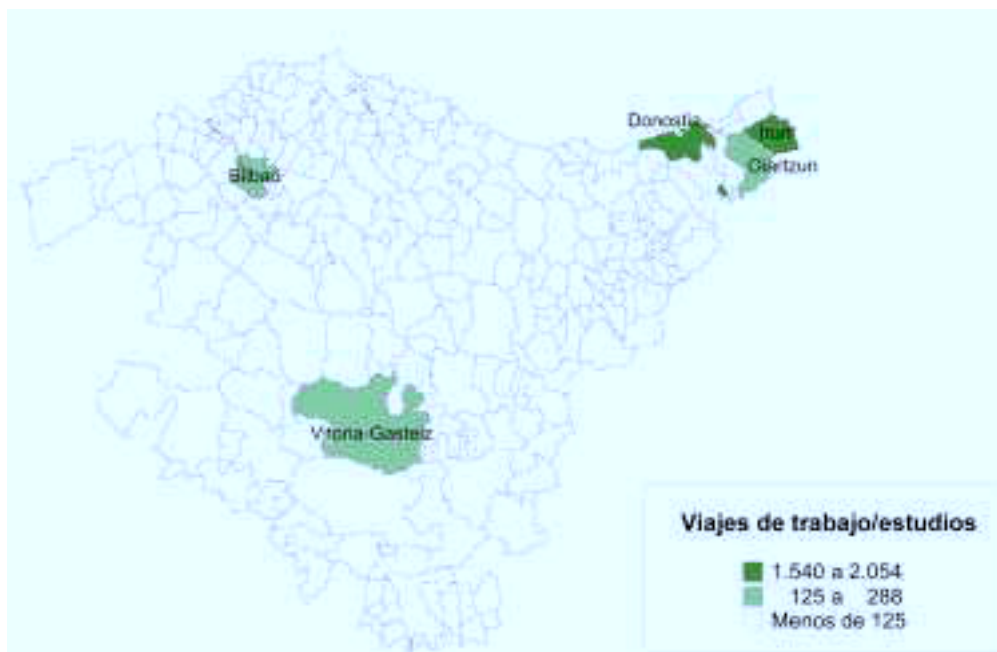 Donostia
Irun
Oiartzun
Bilbao
Vitoria-Gasteiz
Viajes de trabajo/estudios
1.540 a 2.054
125 a 288
Menos de 125